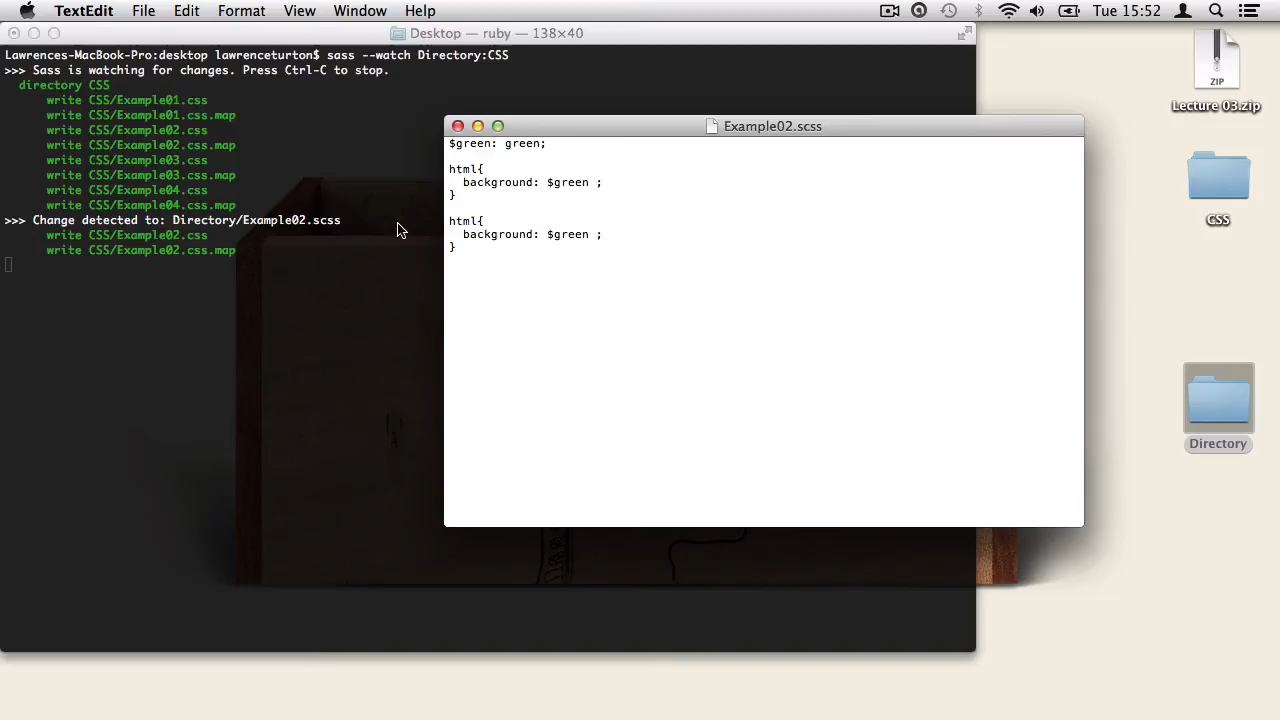 TextEdit File Edit Format View Window Help Tue 15:52
Desktop — ruby — 138×40
Lawrences-MacBook-Pro:desktop lawrenceturton$ sass --watch Directory:CSS
>>> Sass is watching for changes. Press Ctrl-C to stop.
directory CSS
write CSS/Example01.css
write CSS/Example01.css.map
write CSS/Example02.css
write CSS/Example02.css.map
write CSS/Example03.css
write CSS/Example03.css.map
write CSS/Example04.css
write CSS/Example04.css.map
>>> Change detected to: Directory/Example02.scss
write CSS/Example02.css
write CSS/Example02.css.map
Example02.scss
$green: green;
html{
background: $green ;
}
html{
background: $green ;
}
ZIP
Lecture 03.zip
CSS
Directory